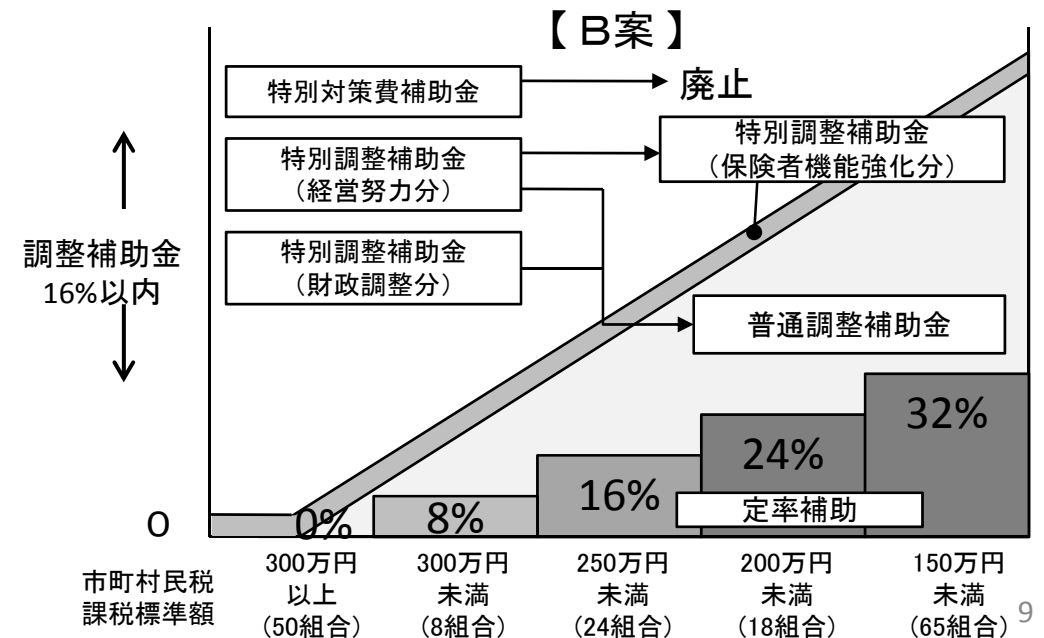 【 B案 】
特別対策費補助金
廃止
特別調整補助金
（経営努力分）
特別調整補助金
（保険者機能強化分）
特別調整補助金
（財政調整分）
普通調整補助金
調整補助金
16%以内
0
0%
8%
16%
24%
32%
定率補助
市町村民税
課税標準額
300万円
以上
（50組合）
300万円
未満
（8組合）
250万円
未満
（24組合）
200万円
未満
（18組合）
150万円
未満
（65組合）
9